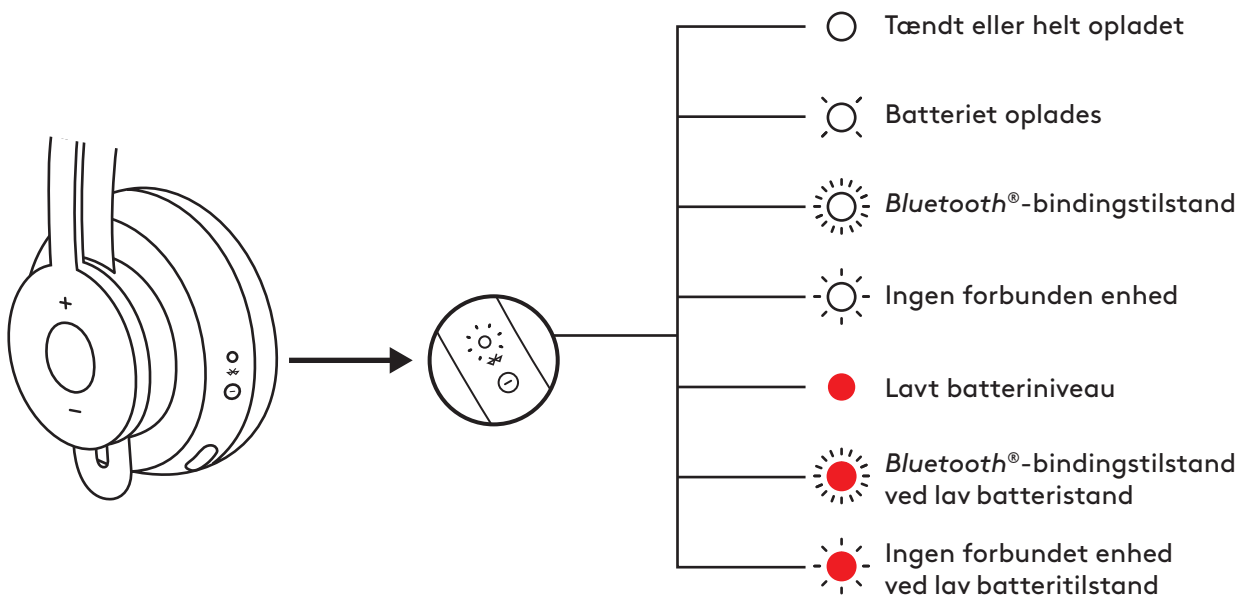 Tændt eller helt opladet
Batteriet oplades
Bluetooth®-bindingstilstand
Ingen forbunden enhed
Lavt batteriniveau
Bluetooth®-bindingstilstand
ved lav batteristand
Ingen forbundet enhed
ved lav batteritilstand